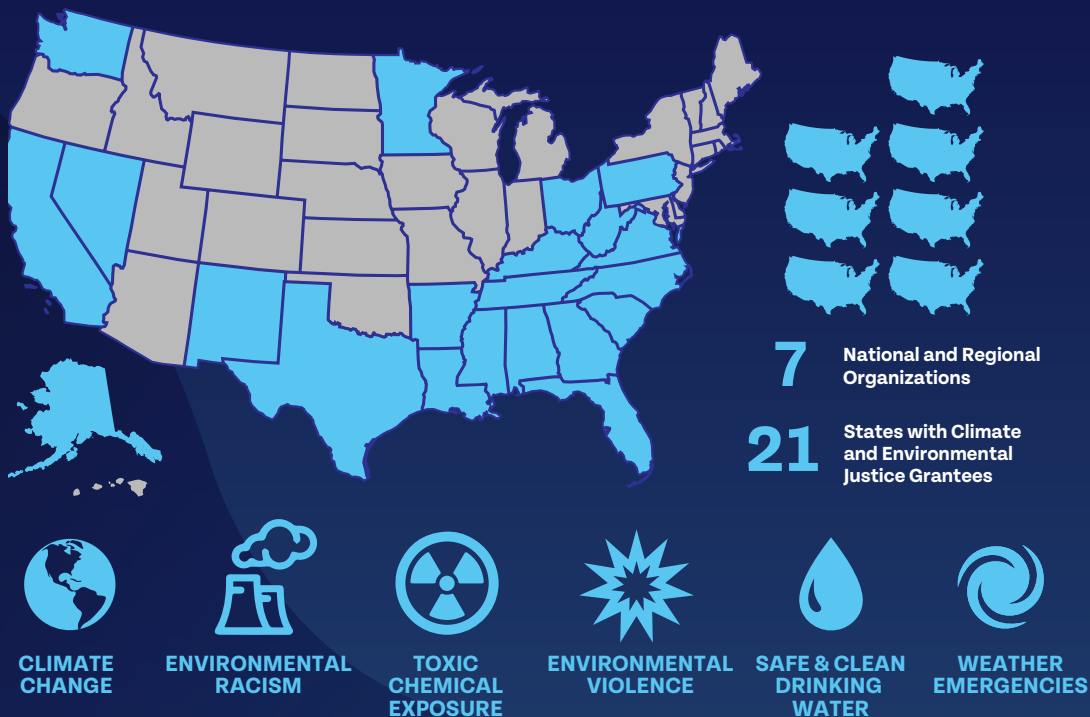 7
National and Regional
Organizations
21
States with Climate
and Environmental
Justice Grantees
CLIMATE
CHANGE
ENVIRONMENTAL
RACISM
TOXIC
CHEMICAL
EXPOSURE
ENVIRONMENTAL
VIOLENCE
SAFE & CLEAN
DRINKING
WATER
WEATHER
EMERGENCIES